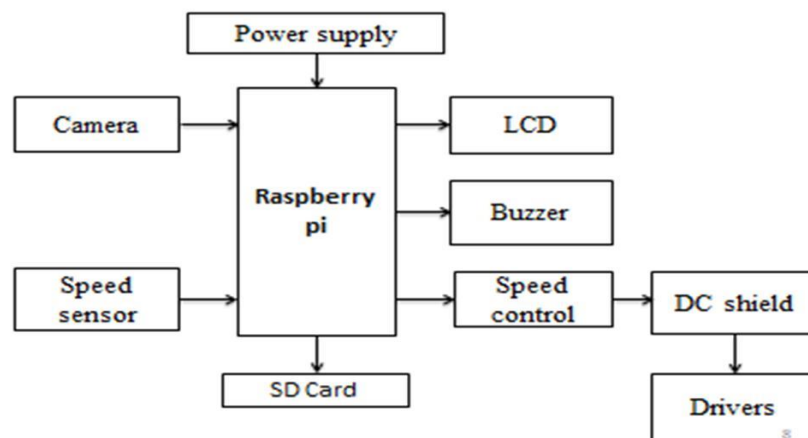 Power supply
Camera
LCD
Raspberry
pi
Buzzer
Speed
sensor
Speed
control
DC shield
SD Card
Drivers